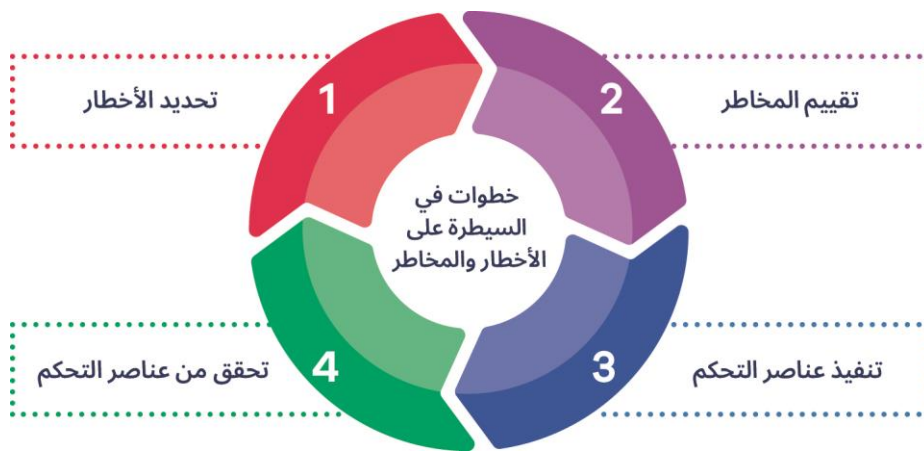 خطوات في
السيطرة على
الأخطار والمخاطر
1
تحديد الأخطار
2
تقييم المخاطر
3
تنفيذ عناصر التحكم
4
تحقق من عناصر التحكم